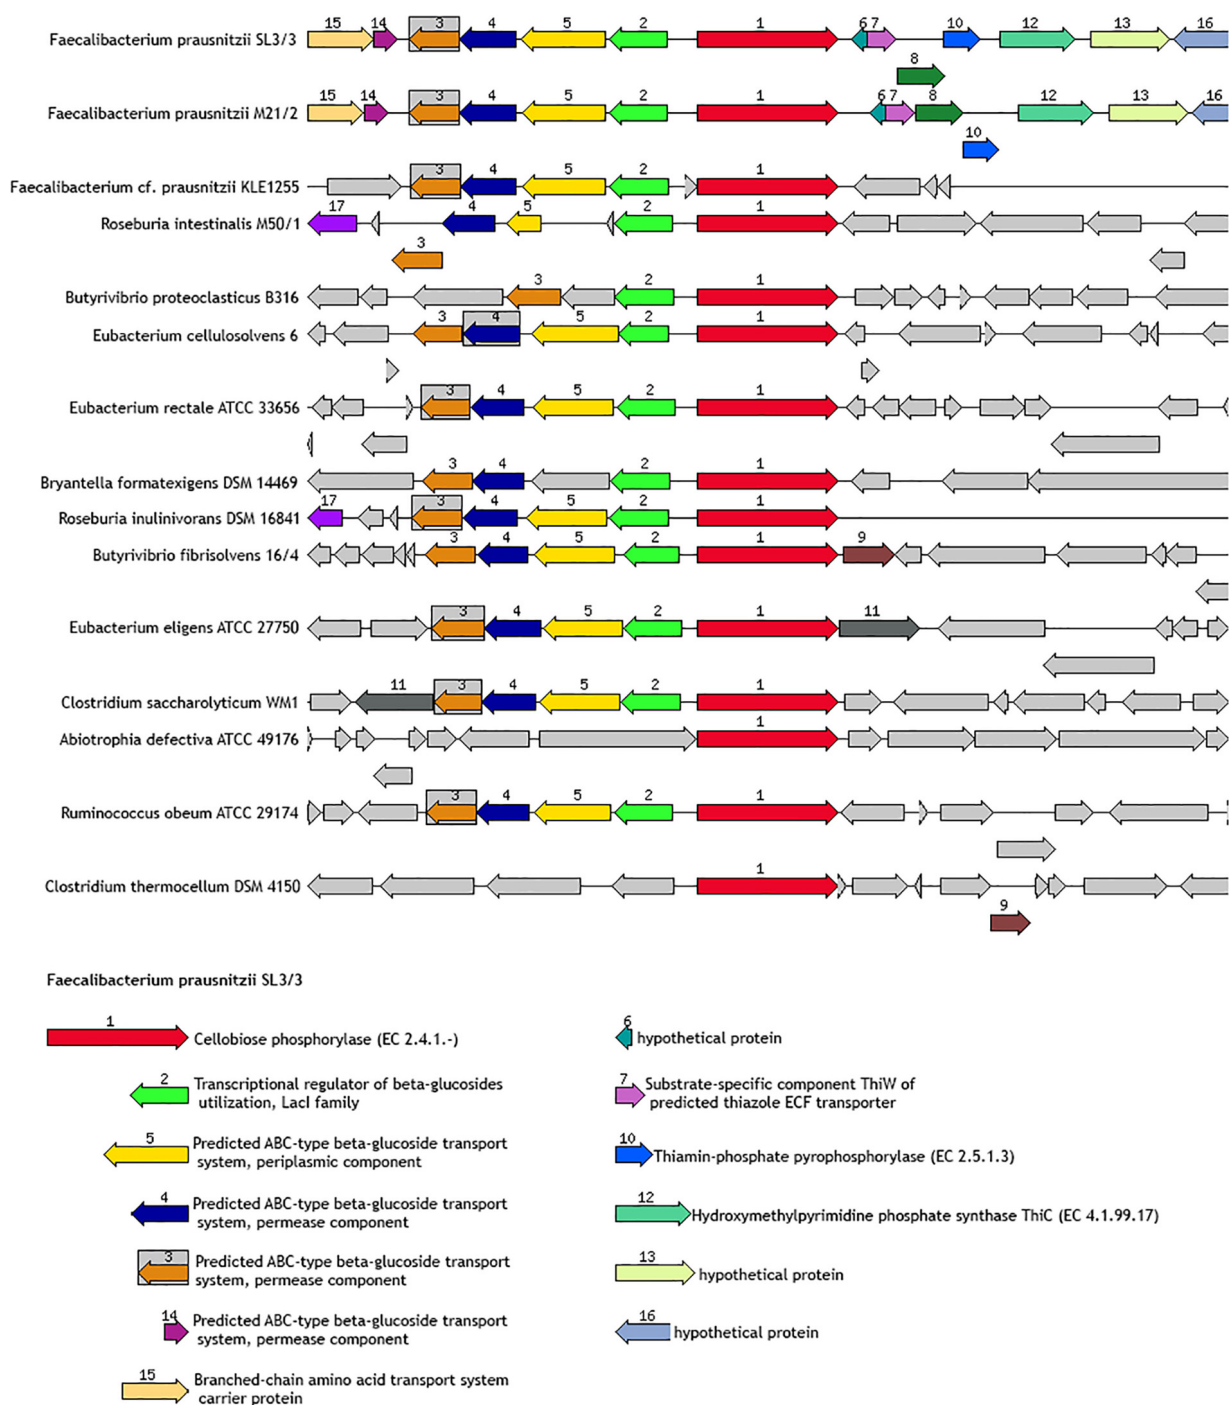 15 14 3 4 5 2 1 6 7 10 12 13 16
Faecalibacterium prausnitzii SL3/3
8
15 14 3 4 5 2 1 6 7 8 12 13 16
Faecalibacterium prausnitzii M21/2
10
3 4 5 2 1
Faecalibacterium cf. prausnitzii KLE1255
17 4 5 2 1
Roseburia intestinalis M50/1
3
3 2 1
Butyrivibrio proteoclasticus B316
3 4 5 2 1
Eubacterium cellulosolvens 6
3 4 5 2 1
Eubacterium rectale ATCC 33656
3 4 2 1
Bryantella formatexigens DSM 14469
17 3 4 5 2 1
Roseburia inulinivorans DSM 16841
3 4 5 2 1 9
Butyrivibrio fibrisolvens 16/4
3 4 5 2 1 11
Eubacterium eligens ATCC 27750
11 3 4 5 2 1
Clostridium saccharolyticum WM1
1
Abiotrophia defectiva ATCC 49176
3 4 5 2 1
Ruminococcus obeum ATCC 29174
1
Clostridium thermocellum DSM 4150
9
Faecalibacterium prausnitzii SL3/3
1
Cellobiose phosphorylase (EC 2.4.1.-)
2
Transcriptional regulator of beta-glucosides
utilization, LacI family
5
Predicted ABC-type beta-glucoside transport
system, periplasmic component
4
Predicted ABC-type beta-glucoside transport
system, permease component
3
Predicted ABC-type beta-glucoside transport
system, permease component
14
Predicted ABC-type beta-glucoside transport
system, permease component
15
Branched-chain amino acid transport system
carrier protein
6
hypothetical protein
7
Substrate-specific component ThiW of
predicted thiazole ECF transporter
10
Thiamin-phosphate pyrophosphorylase (EC 2.5.1.3)
12
Hydroxymethylpyrimidine phosphate synthase ThiC (EC 4.1.99.17)
13
hypothetical protein
16
hypothetical protein